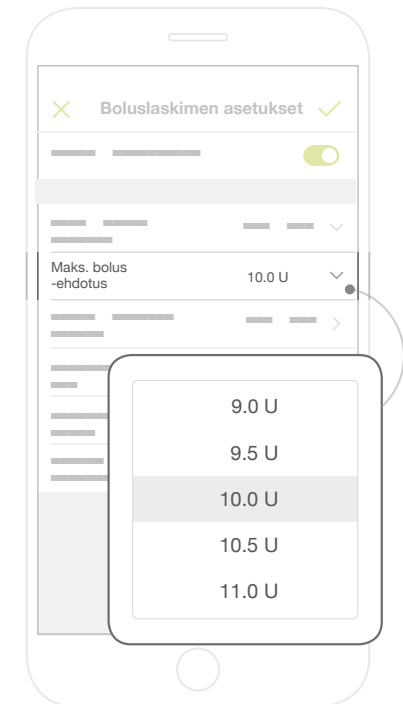 Boluslaskimen asetukset
Maks. bolus
-ehdotus
10.0 U
9.0 U
9.5 U
10.0 U
10.5 U
11.0 U